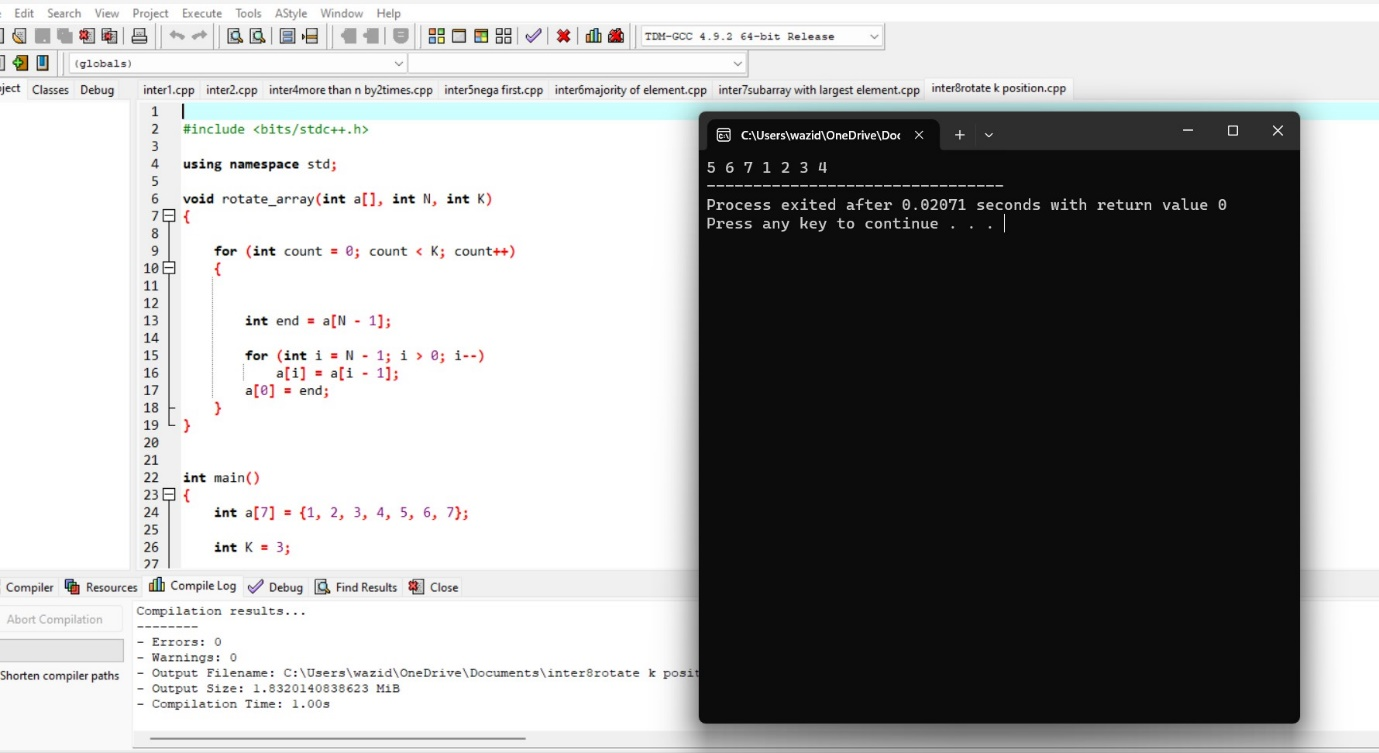 Edit Search View Project Execute Tools AStyle Window Help
TDM-GCC 4.9.2 64-bit Release
(globals)
Classes Debug
inter1.cpp inter2.cpp inter4more than n by2times.cpp inter5nega first.cpp inter6majority of element.cpp inter7subarray with largest element.cpp inter8rotate k position.cpp
1
2 #include <bits/stdc++.h>
3
4 using namespace std;
5
6 void rotate_array(int a[], int N, int K)
7 {
8
9 for (int count = 0; count < K; count++)
10 {
11
12
13 int end = a[N - 1];
14
15 for (int i = N - 1; i > 0; i--)
16 a[i] = a[i - 1];
17 a[0] = end;
18 }
19 }
20
21
22 int main()
23 {
24 int a[7] = {1, 2, 3, 4, 5, 6, 7};
25
26 int K = 3;
27
C:\Users\wazid\OneDrive\Doc
5 6 7 1 2 3 4
--------------------------------
Process exited after 0.02071 seconds with return value 0
Press any key to continue . . .
Compiler Resources Compile Log Debug Find Results Close
Abort Compilation
Shorten compiler paths
Compilation results...
--------
- Errors: 0
- Warnings: 0
- Output Filename: C:\Users\wazid\OneDrive\Documents\inter8rotate k posit
- Output Size: 1.8320140838623 MiB
- Compilation Time: 1.00s